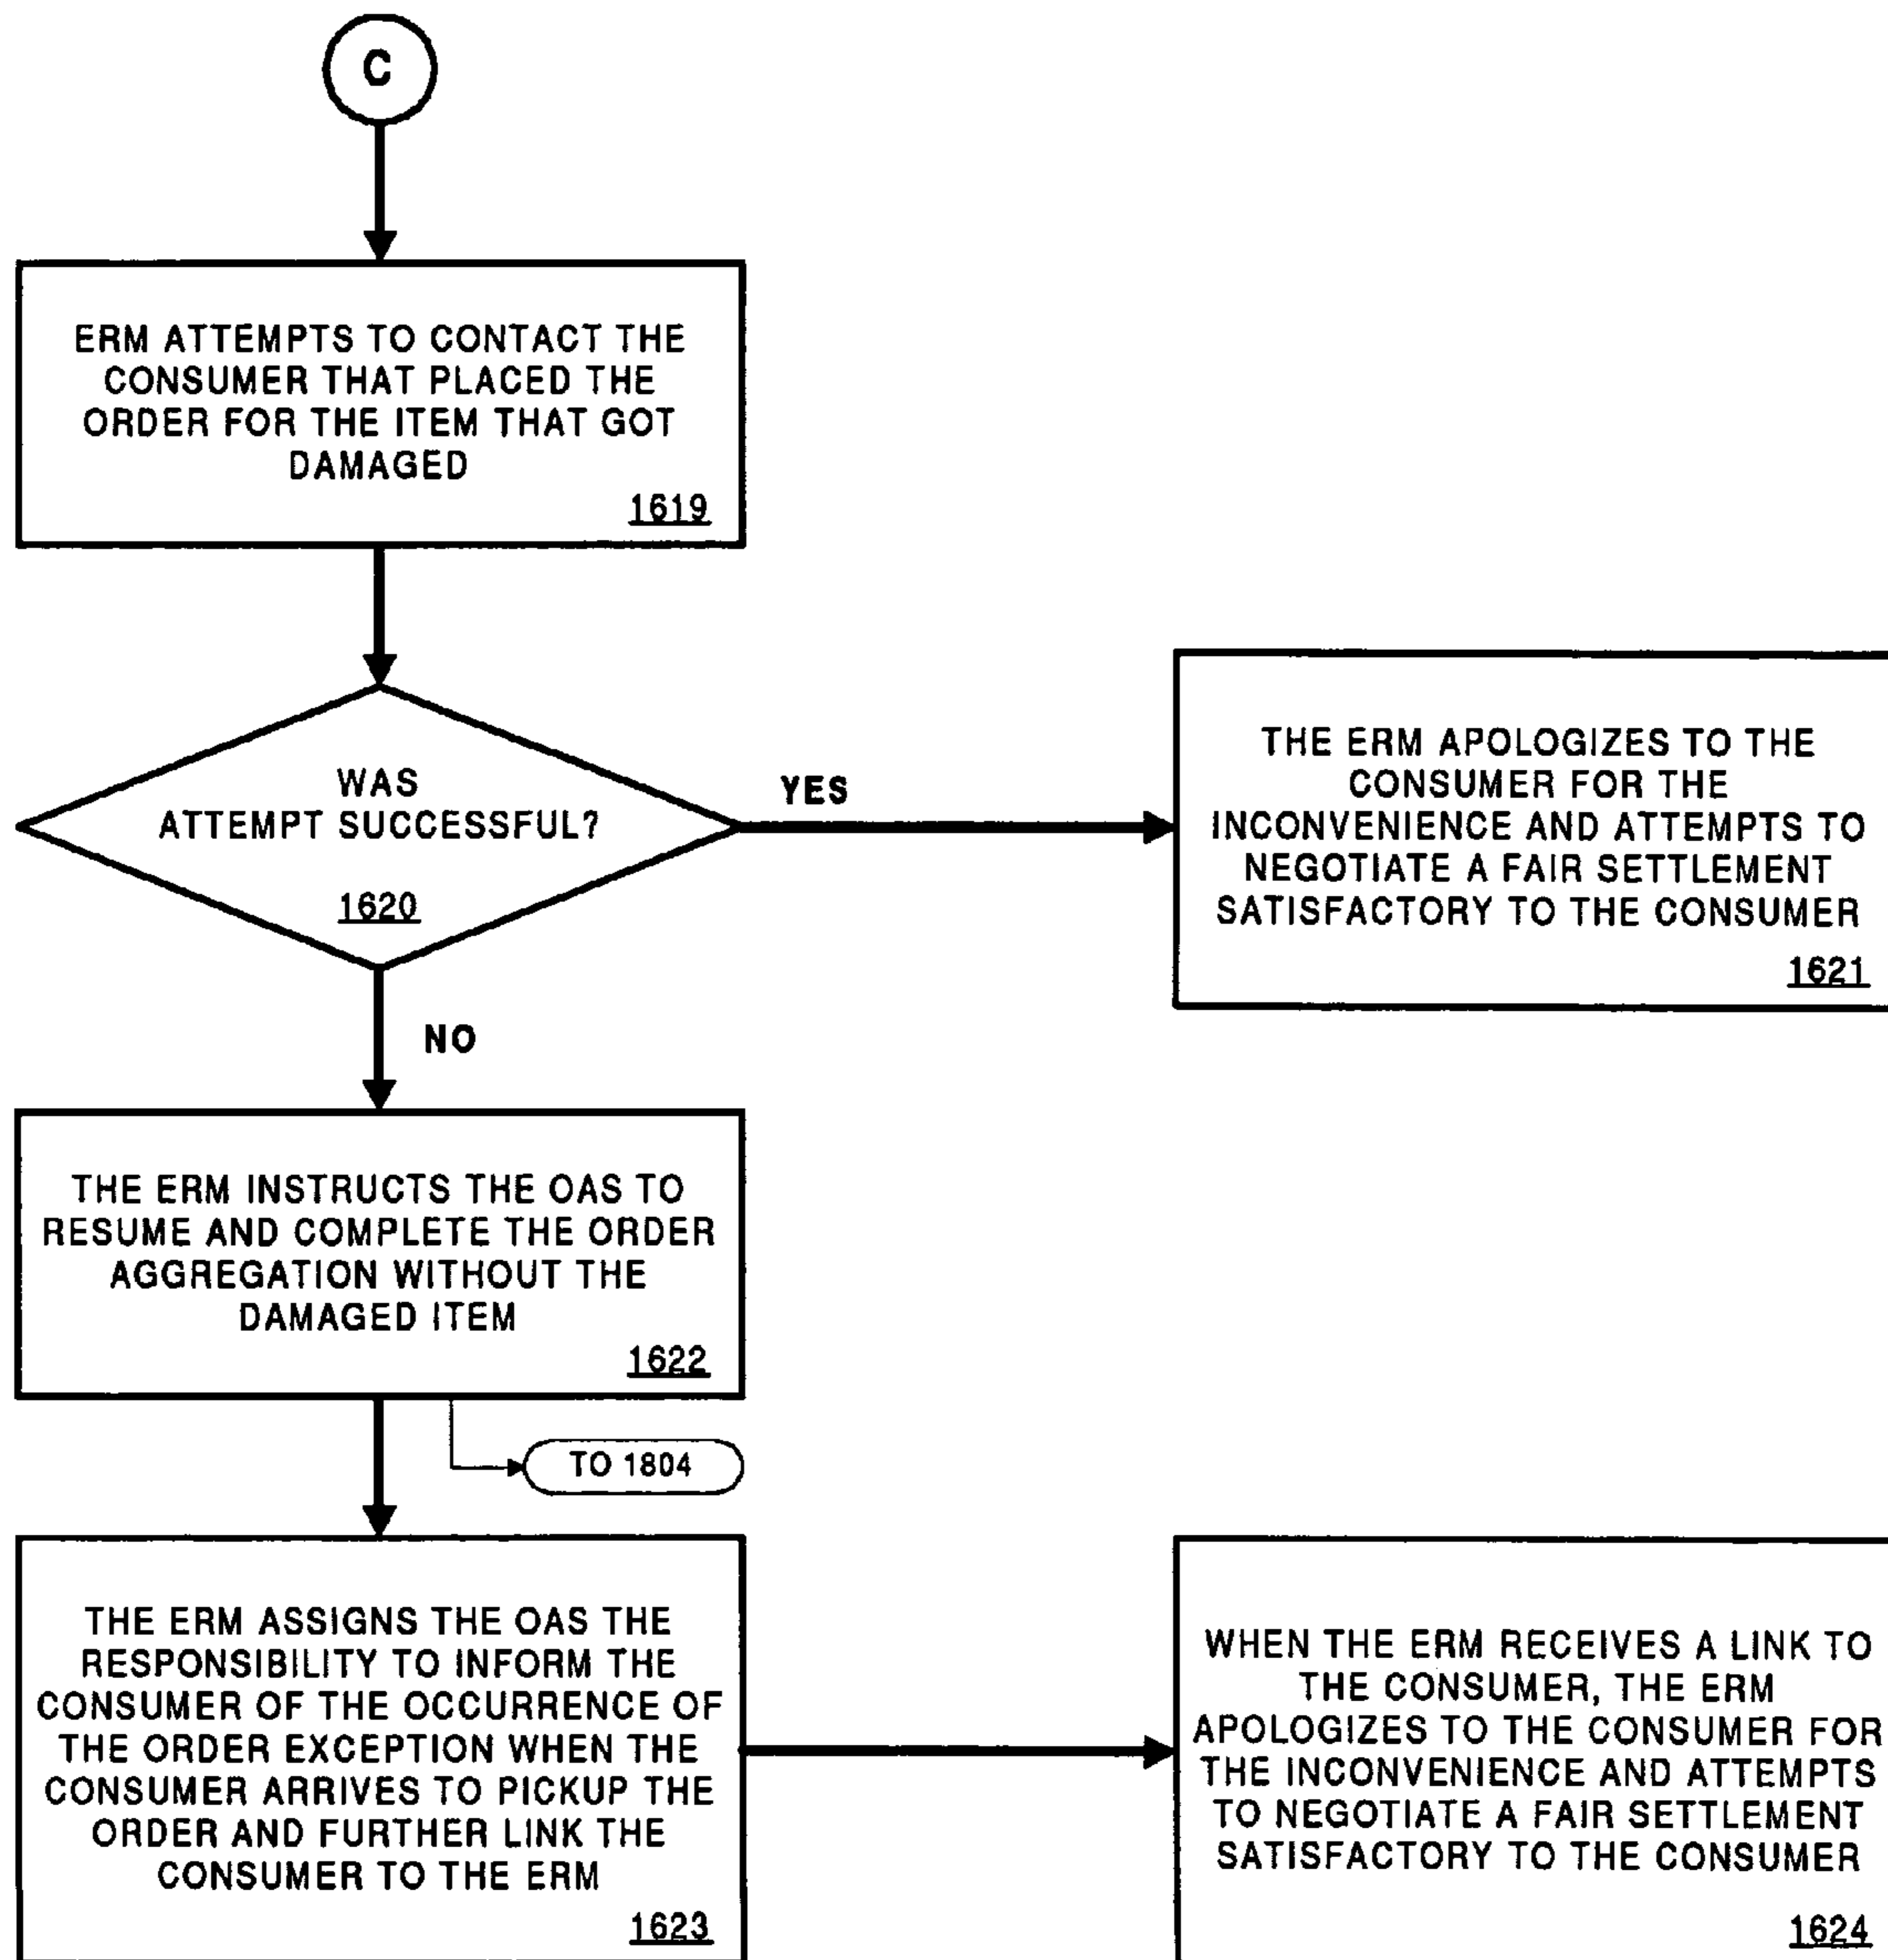 C
ERM ATTEMPTS TO CONTACT THE
CONSUMER THAT PLACED THE
ORDER FOR THE ITEM THAT GOT
DAMAGED
1619
WAS
ATTEMPT SUCCESSFUL?
1620
YES
THE ERM APOLOGIZES TO THE
CONSUMER FOR THE
INCONVENIENCE AND ATTEMPTS TO
NEGOTIATE A FAIR SETTLEMENT
SATISFACTORY TO THE CONSUMER
1621
NO
THE ERM INSTRUCTS THE OAS TO
RESUME AND COMPLETE THE ORDER
AGGREGATION WITHOUT THE
DAMAGED ITEM
1622
TO 1804
THE ERM ASSIGNS THE OAS THE
RESPONSIBILITY TO INFORM THE
CONSUMER OF THE OCCURRENCE OF
THE ORDER EXCEPTION WHEN THE
CONSUMER ARRIVES TO PICKUP THE
ORDER AND FURTHER LINK THE
CONSUMER TO THE ERM
1623
WHEN THE ERM RECEIVES A LINK TO
THE CONSUMER, THE ERM
APOLOGIZES TO THE CONSUMER FOR
THE INCONVENIENCE AND ATTEMPTS
TO NEGOTIATE A FAIR SETTLEMENT
SATISFACTORY TO THE CONSUMER
1624